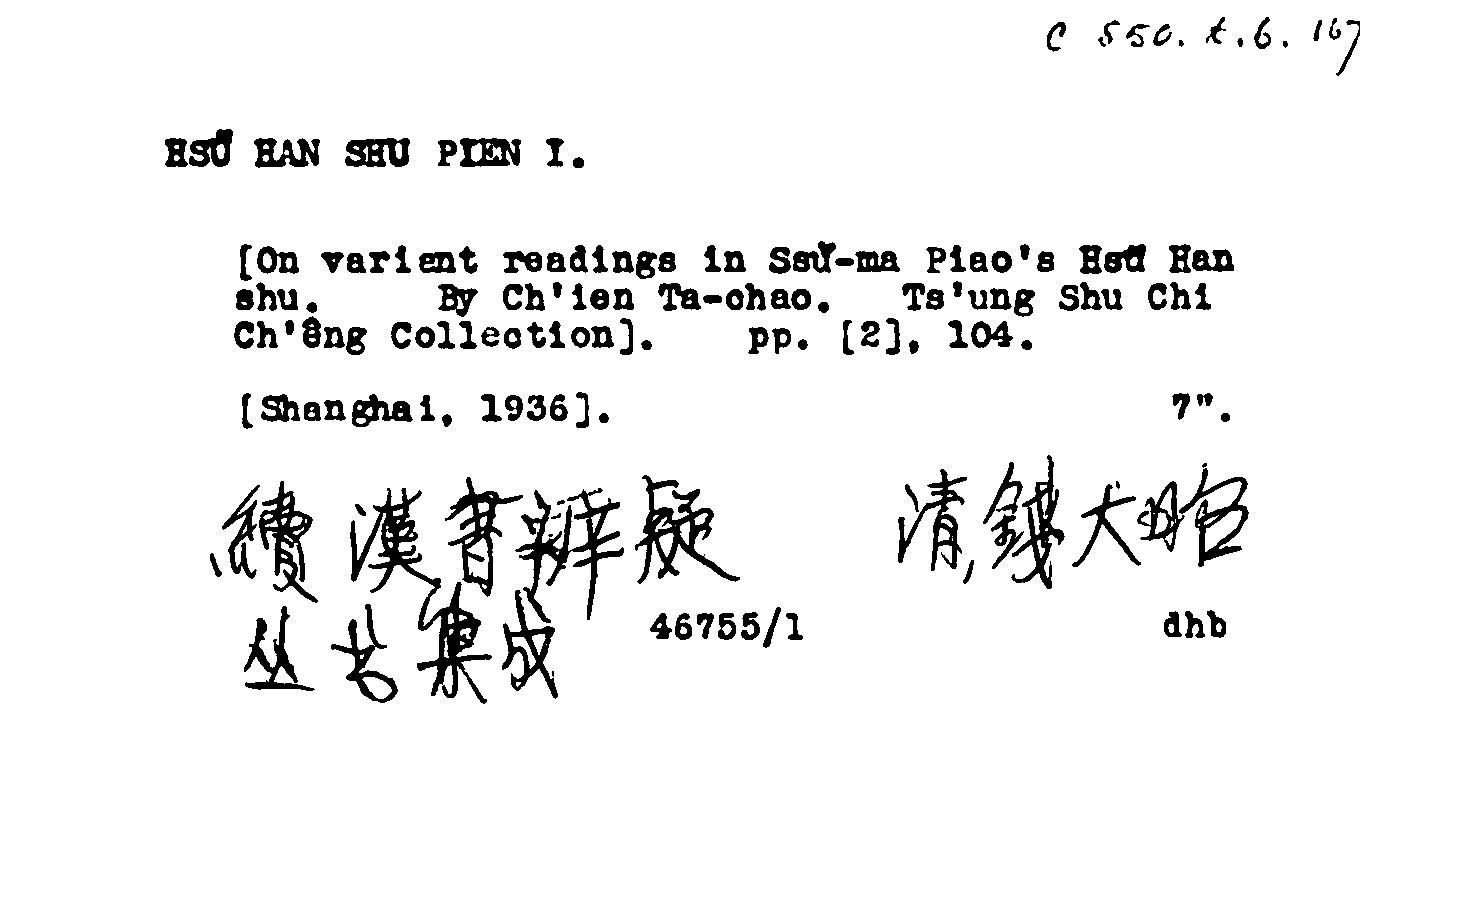 C 550. t. 6. 167
HSÜ HAN SHU PIEN I.
[On varient readings in Ssŭ-ma Piao's Hsü Han
shu. By Ch'ien Ta-chao. Ts'ung Shu Chi
Ch'êng Collection]. pp. [2], 104.
[Shanghai, 1936]. 7".
續漢書辨疑 清,錢大昭
丛书集成 46755/1 dhb